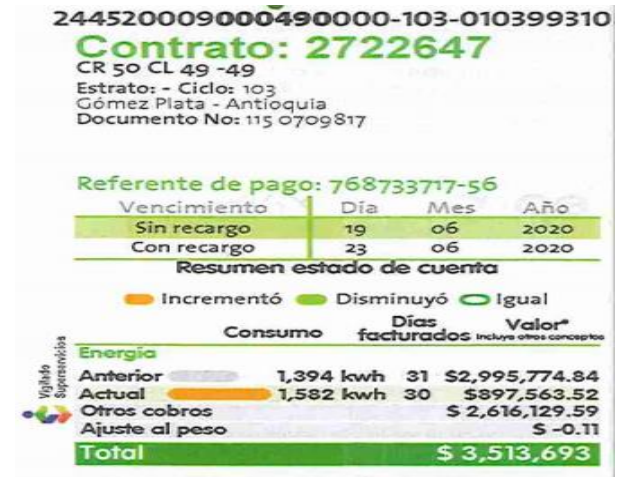 244520009000490000-103-010399310
Contrato: 2722647
CR 50 CL 49 -49
Estrato: - Ciclo: 103
Gómez Plata - Antioquia
Documento No: 115 0709817
Referente de pago: 768733717-56
Vencimiento Día Mes Año
Sin recargo 19 06 2020
Con recargo 23 06 2020
Resumen estado de cuenta
Incrementó Disminuyó Igual
Consumo Días facturados Valor* Incluye otros conceptos
Energía
Anterior 1,394 kwh 31 $2,995,774.84
Actual 1,582 kwh 30 $897,563.52
Otros cobros $ 2,616,129.59
Ajuste al peso $ -0.11
Total $ 3,513,693
Vigilado
Superservicios